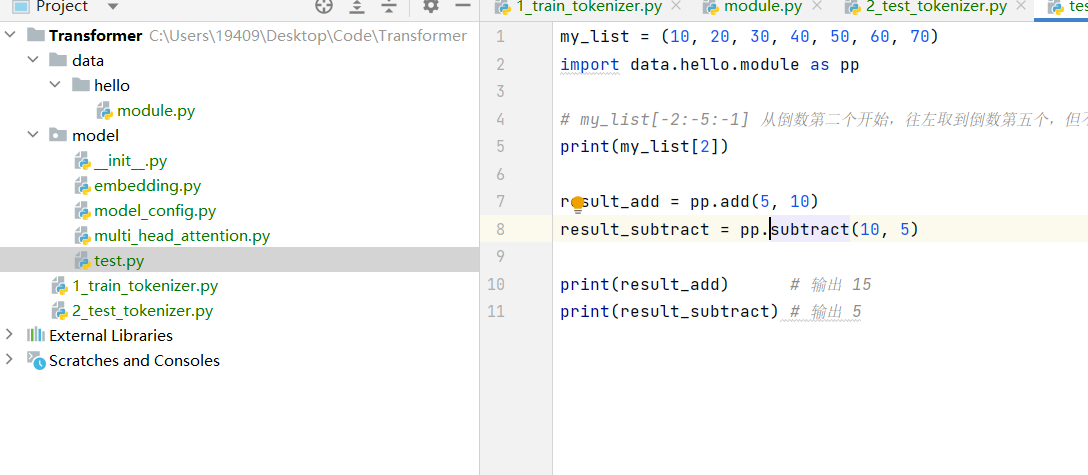 Project
1_train_tokenizer.py
module.py
2_test_tokenizer.py
Transformer C:\Users\19409\Desktop\Code\Transformer
data
hello
module.py
model
__init__.py
embedding.py
model_config.py
multi_head_attention.py
test.py
1_train_tokenizer.py
2_test_tokenizer.py
External Libraries
Scratches and Consoles
1 my_list = (10, 20, 30, 40, 50, 60, 70)
2 import data.hello.module as pp
3
4 # my_list[-2:-5:-1] 从倒数第二个开始，往左取到倒数第五个，但
5 print(my_list[2])
6
7 result_add = pp.add(5, 10)
8 result_subtract = pp.subtract(10, 5)
9
10 print(result_add) # 输出 15
11 print(result_subtract) # 输出 5